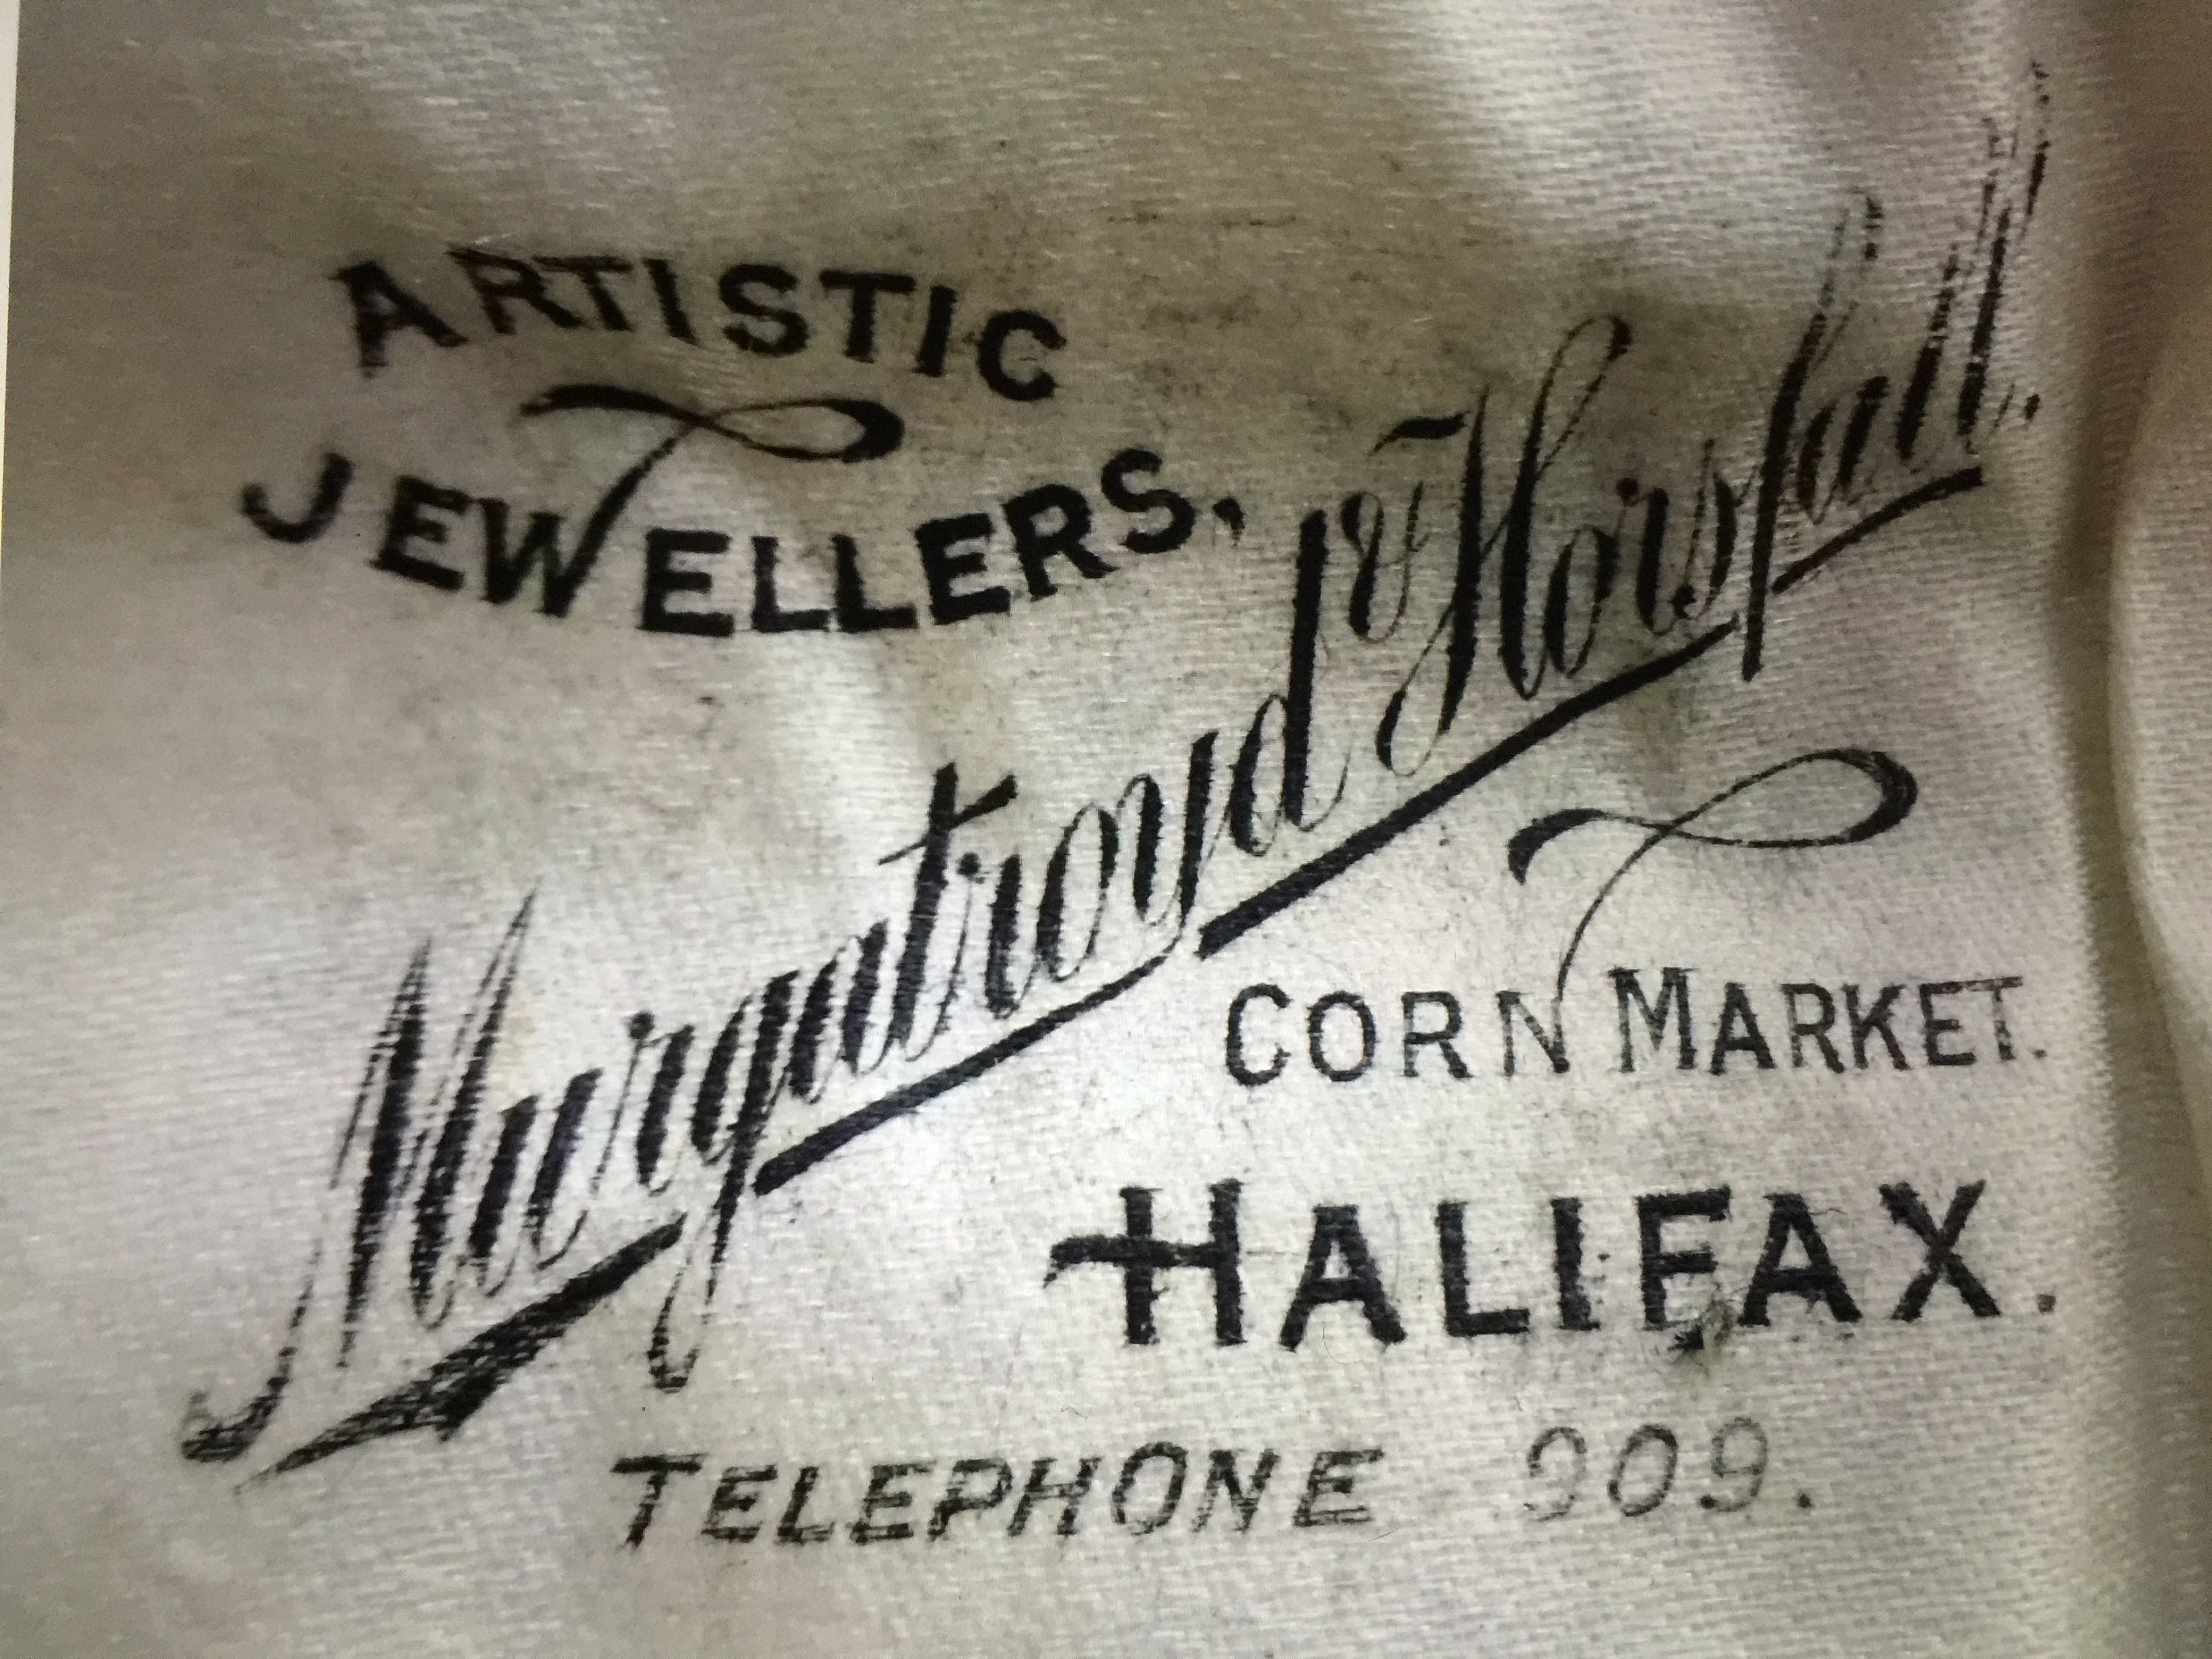 ARTISTIC
JEWELLERS,
Murgatroyd & Horsfall.
CORN MARKET.
HALIFAX.
TELEPHONE 909.